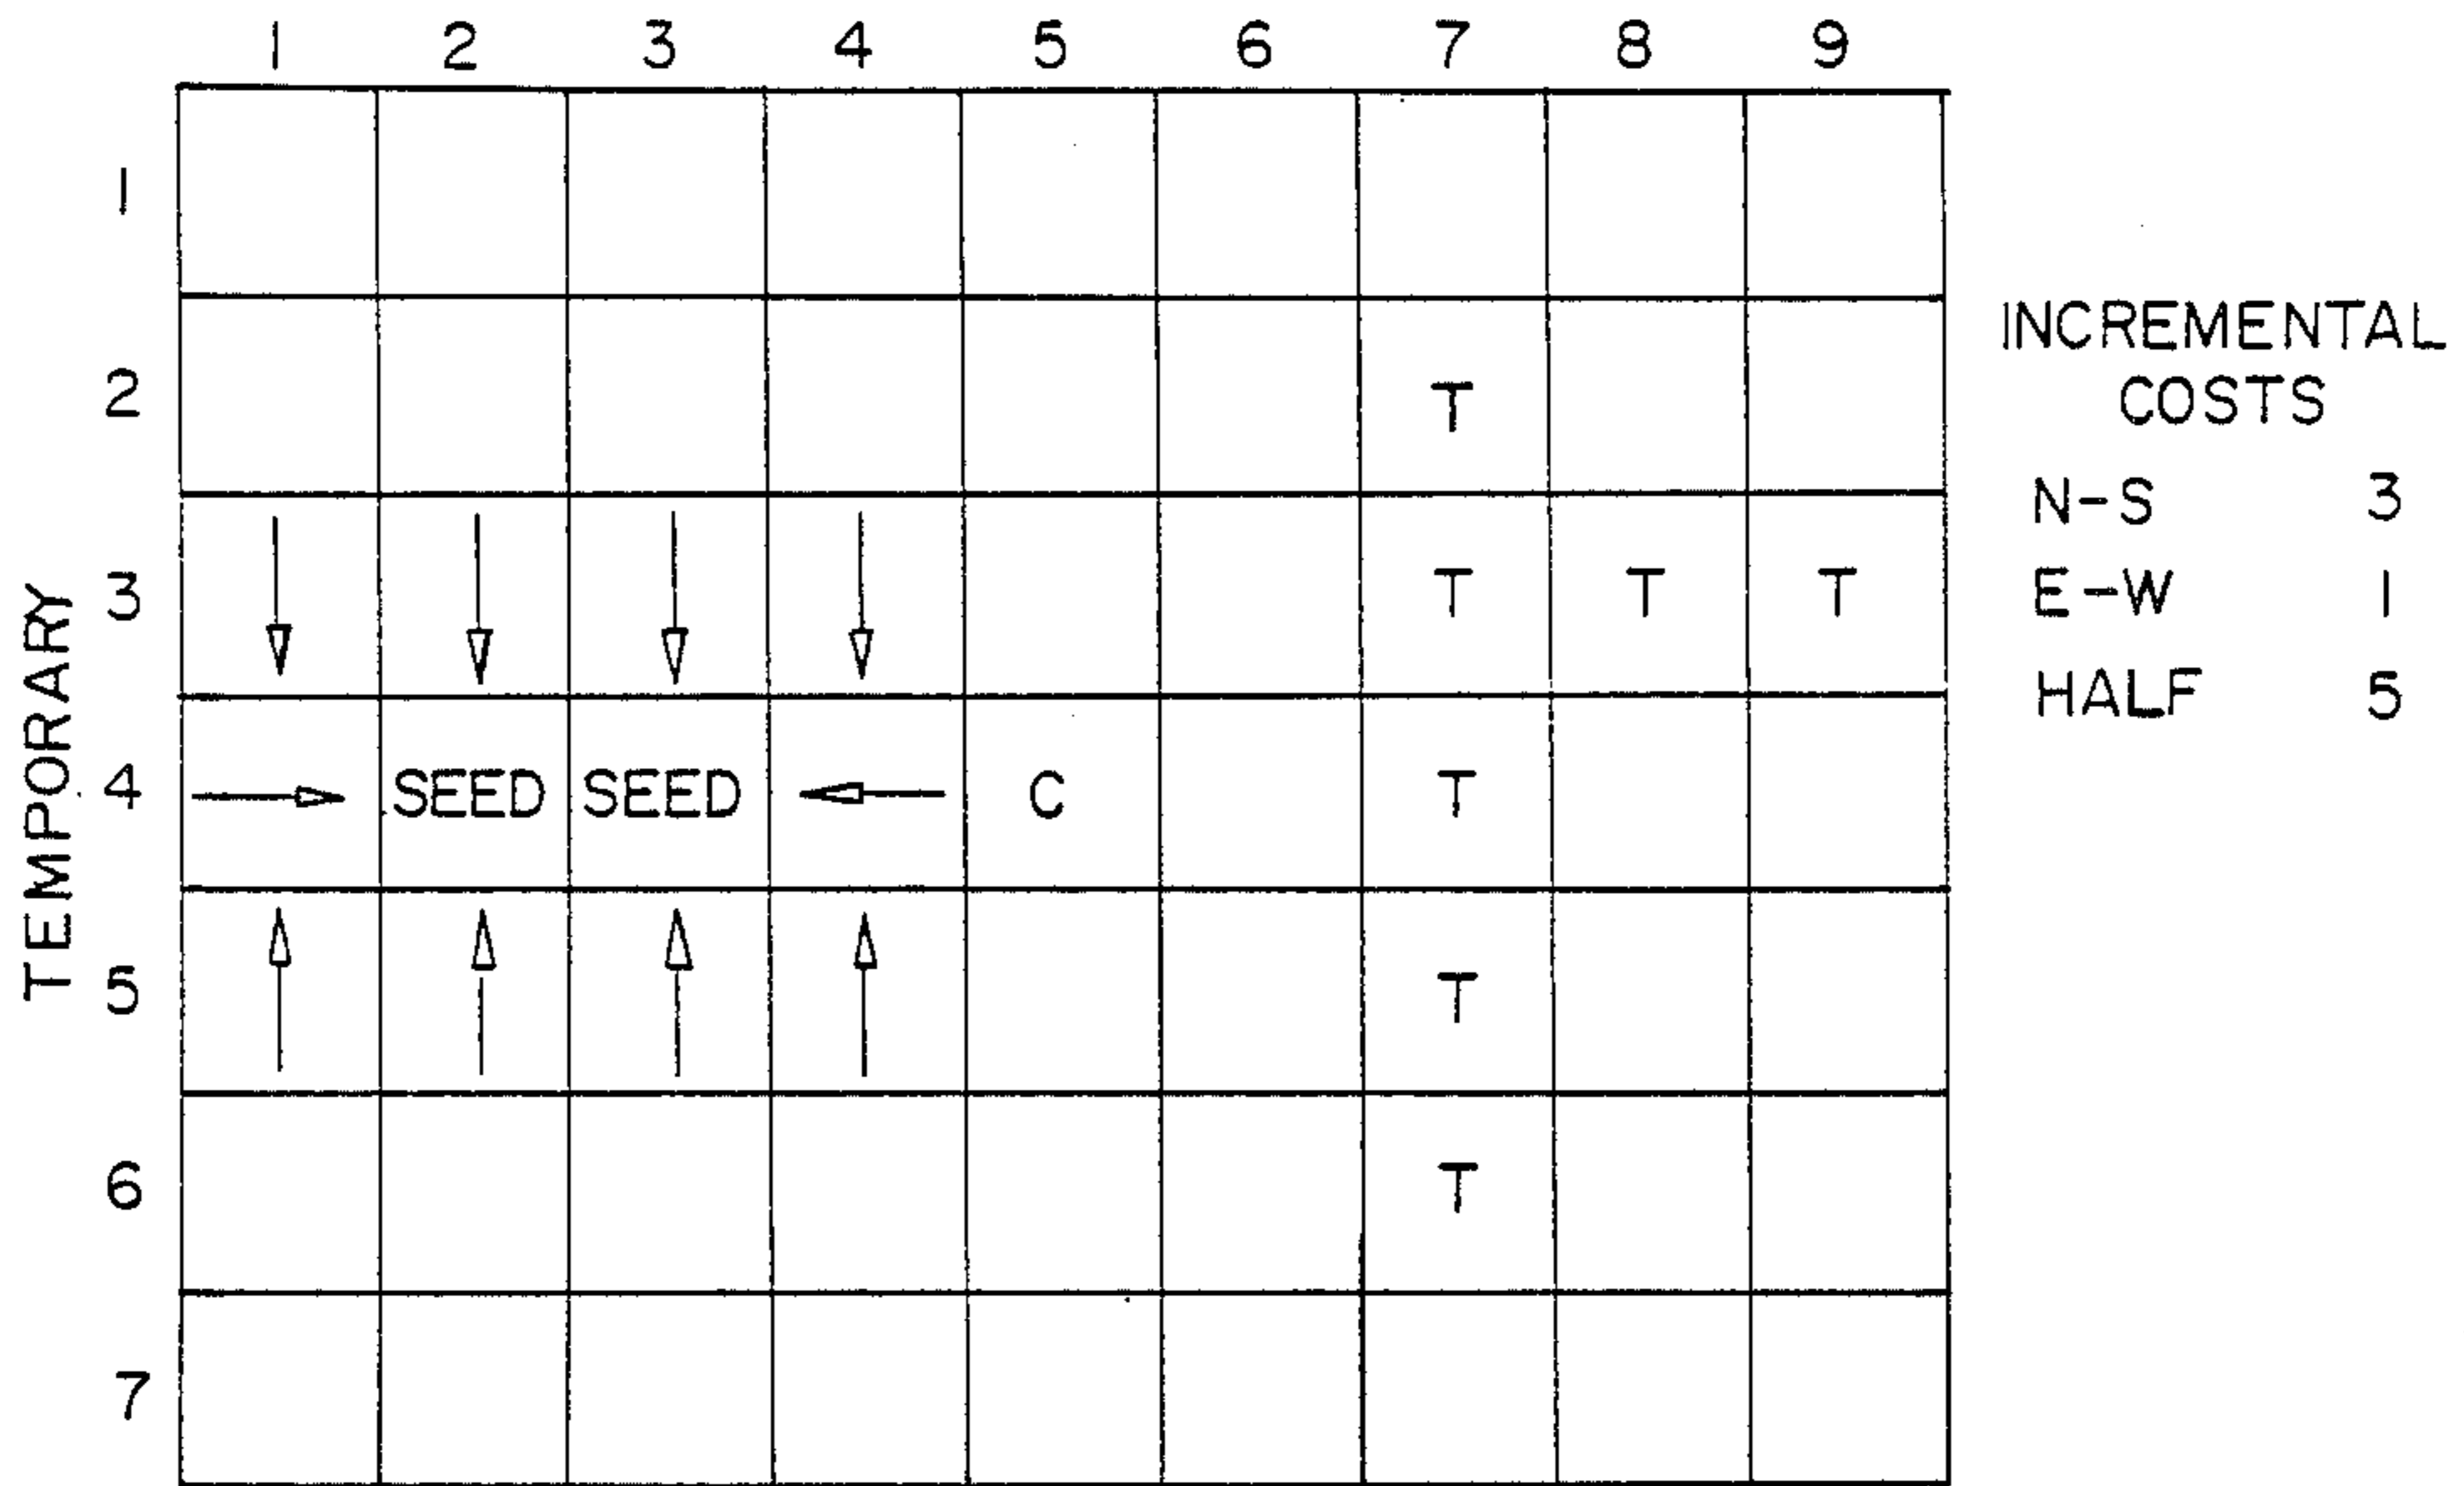 1 2 3 4 5 6 7 8 9
TEMPORARY
1
2 T
3 T T T
4 SEED SEED C T
5 T
6 T
7
INCREMENTAL
COSTS
N-S 3
E-W 1
HALF 5